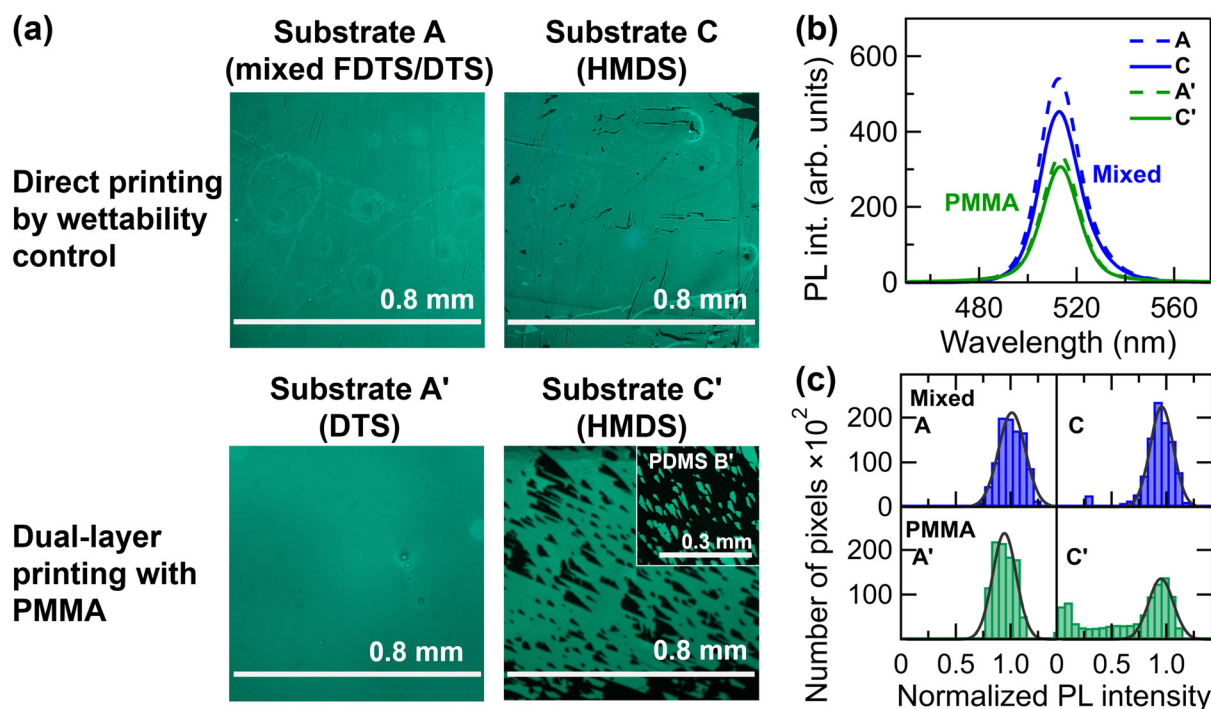 (a)
Substrate A
(mixed FDTS/DTS)
Substrate C
(HMDS)
Direct printing
by wettability
control
0.8 mm
0.8 mm
Substrate A'
(DTS)
Substrate C'
(HMDS)
Dual-layer
printing with
PMMA
0.8 mm
PDMS B'
0.3 mm
0.8 mm
(b)
PL int. (arb. units)
600
400
200
0
A
C
A'
C'
Mixed
PMMA
480
520
560
Wavelength (nm)
(c)
Number of pixels ×10²
200
100
0
200
100
Mixed
A
C
PMMA
A'
C'
0
0.5
1.0
0
0.5
1.0
Normalized PL intensity